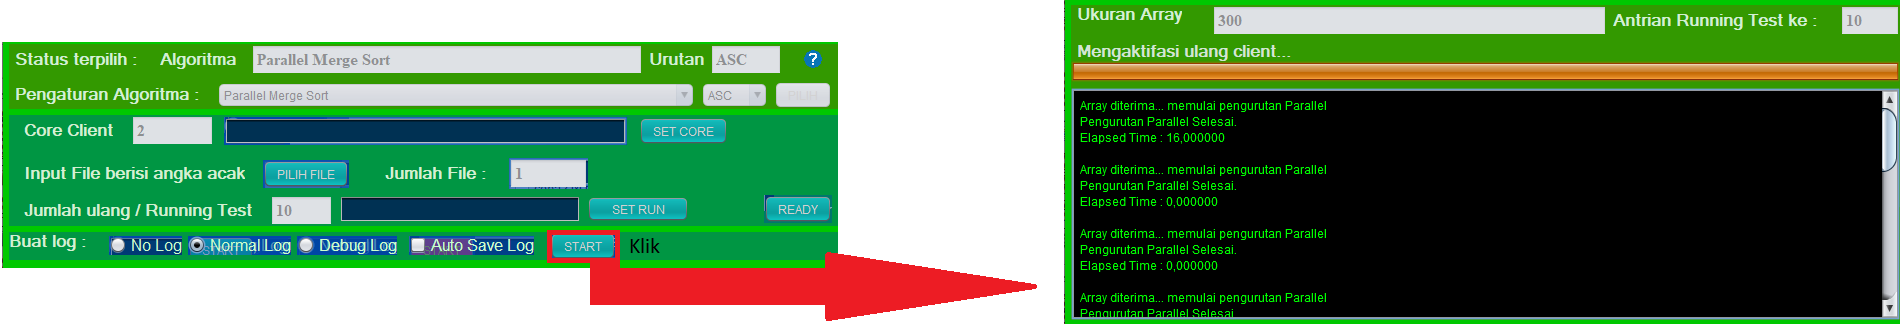 Status terpilih : Algoritma Parallel Merge Sort Urutan ASC ?
Pengaturan Algoritma : Parallel Merge Sort ASC PILIH
Core Client 2 SET CORE
Input File berisi angka acak PILIH FILE Jumlah File : 1
Jumlah ulang / Running Test 10 SET RUN READY
Buat log : No Log Normal Log Debug Log Auto Save Log START Klik
Ukuran Array 300 Antrian Running Test ke : 10
Mengaktifasi ulang client...
Array diterima... memulai pengurutan Parallel
Pengurutan Parallel Selesai.
Elapsed Time : 16,000000
Array diterima... memulai pengurutan Parallel
Pengurutan Parallel Selesai.
Elapsed Time : 0,000000
Array diterima... memulai pengurutan Parallel
Pengurutan Parallel Selesai.
Elapsed Time : 0,000000
Array diterima... memulai pengurutan Parallel
Pengurutan Parallel Selesai.